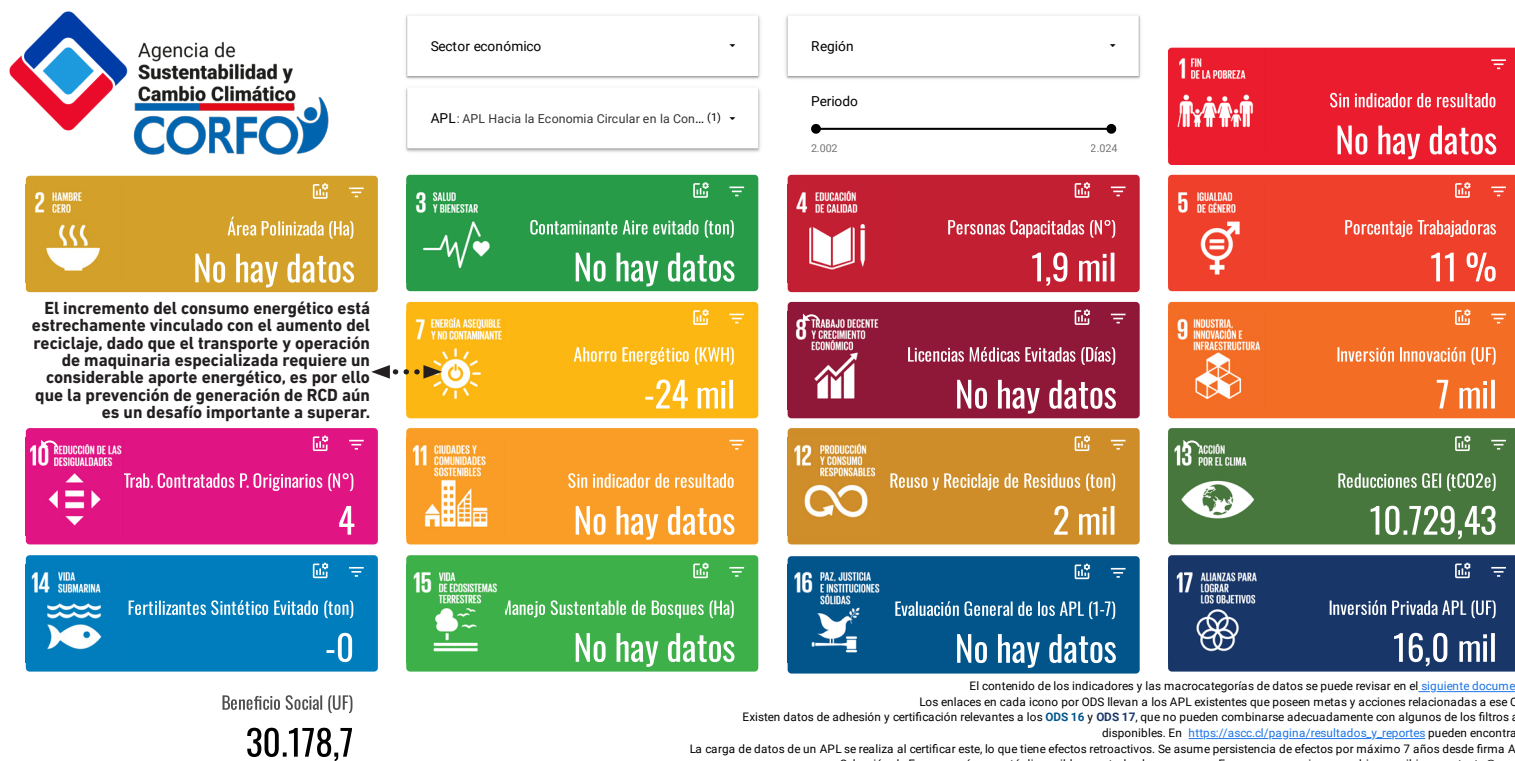 Agencia de
Sustentabilidad y
Cambio Climático
CORFO
Sector económico
Región
APL: APL Hacia la Economia Circular en la Con... (1)
Periodo
2.002
2.024
1 FIN
DE LA POBREZA
Sin indicador de resultado
No hay datos
2 HAMBRE
CERO
Área Polinizada (Ha)
No hay datos
3 SALUD
Y BIENESTAR
Contaminante Aire evitado (ton)
No hay datos
4 EDUCACIÓN
DE CALIDAD
Personas Capacitadas (N°)
1,9 mil
5 IGUALDAD
DE GÉNERO
Porcentaje Trabajadoras
11 %
El incremento del consumo energético está
estrechamente vinculado con el aumento del
reciclaje, dado que el transporte y operación
de maquinaria especializada requiere un
considerable aporte energético, es por ello
que la prevención de generación de RCD aún
es un desafío importante a superar.
7 ENERGÍA ASEQUIBLE
Y NO CONTAMINANTE
Ahorro Energético (KWH)
-24 mil
8 TRABAJO DECENTE
Y CRECIMIENTO
ECONÓMICO
Licencias Médicas Evitadas (Días)
No hay datos
9 INDUSTRIA,
INNOVACIÓN E
INFRAESTRUCTURA
Inversión Innovación (UF)
7 mil
10 REDUCCIÓN DE LAS
DESIGUALDADES
Trab. Contratados P. Originarios (N°)
4
11 CIUDADES Y
COMUNIDADES
SOSTENIBLES
Sin indicador de resultado
No hay datos
12 PRODUCCIÓN
Y CONSUMO
RESPONSABLES
Reuso y Reciclaje de Residuos (ton)
2 mil
13 ACCIÓN
POR EL CLIMA
Reducciones GEI (tCO2e)
10.729,43
14 VIDA
SUBMARINA
Fertilizantes Sintético Evitado (ton)
-0
15 VIDA
DE ECOSISTEMAS
TERRESTRES
Manejo Sustentable de Bosques (Ha)
No hay datos
16 PAZ, JUSTICIA
E INSTITUCIONES
SÓLIDAS
Evaluación General de los APL (1-7)
No hay datos
17 ALIANZAS PARA
LOGRAR
LOS OBJETIVOS
Inversión Privada APL (UF)
16,0 mil
Beneficio Social (UF)
30.178,7
El contenido de los indicadores y las macrocategorías de datos se puede revisar en el siguiente docume
Los enlaces en cada icono por ODS llevan a los APL existentes que poseen metas y acciones relacionadas a ese
Existen datos de adhesión y certificación relevantes a los ODS 16 y ODS 17, que no pueden combinarse adecuadamente con algunos de los filtros a
disponibles. En https://ascc.cl/pagina/resultados_y_reportes pueden encontra
La carga de datos de un APL se realiza al certificar este, lo que tiene efectos retroactivos. Se asume persistencia de efectos por máximo 7 años desde firma A